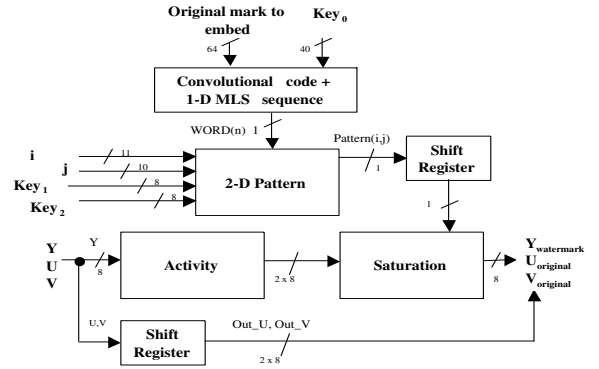 Original mark to
embed
Key0
64
40
Convolutional code +
1-D MLS sequence
WORD(n) 1
Pattern(i,j)
i
11
j
10
Key1
8
Key2
8
2-D Pattern
1
Shift
Register
1
Y
U
V
Y
8
Activity
2 x 8
Saturation
8
Ywatermark
Uoriginal
Voriginal
U,V
Shift
Register
Out_U, Out_V
2 x 8